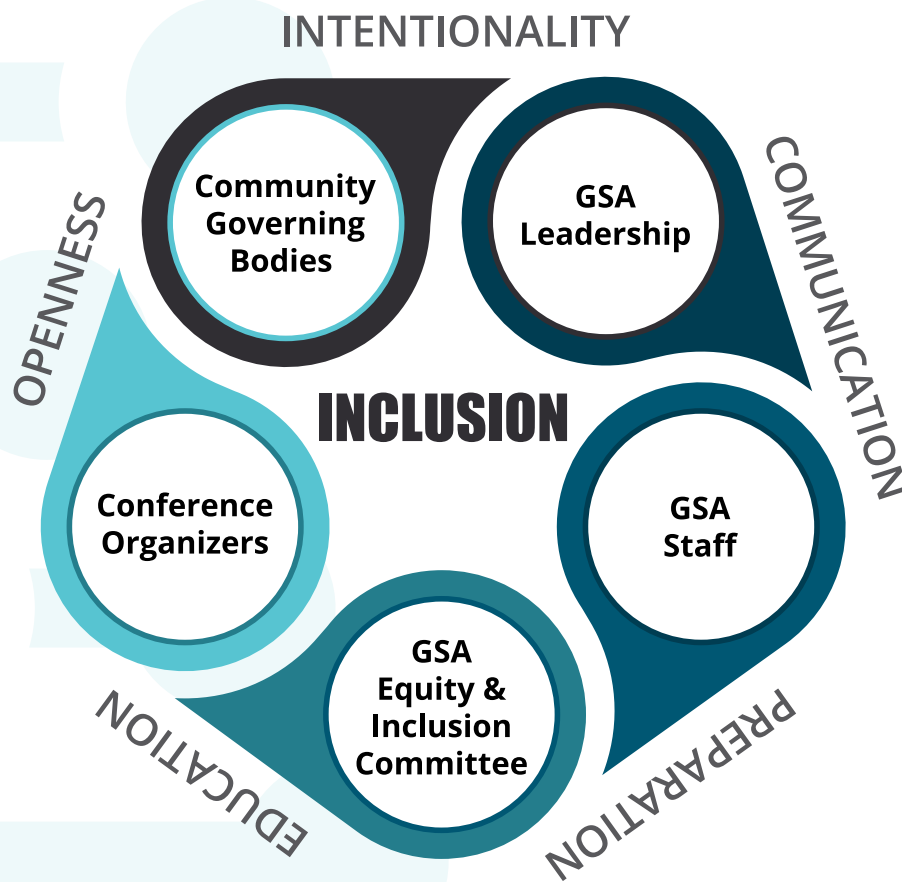 INTENTIONALITY
Community
Governing
Bodies
GSA
Leadership
COMMUNICATION
OPENNESS
INCLUSION
Conference
Organizers
GSA
Staff
GSA
Equity &
Inclusion
Committee
EDUCATION
PREPARATION